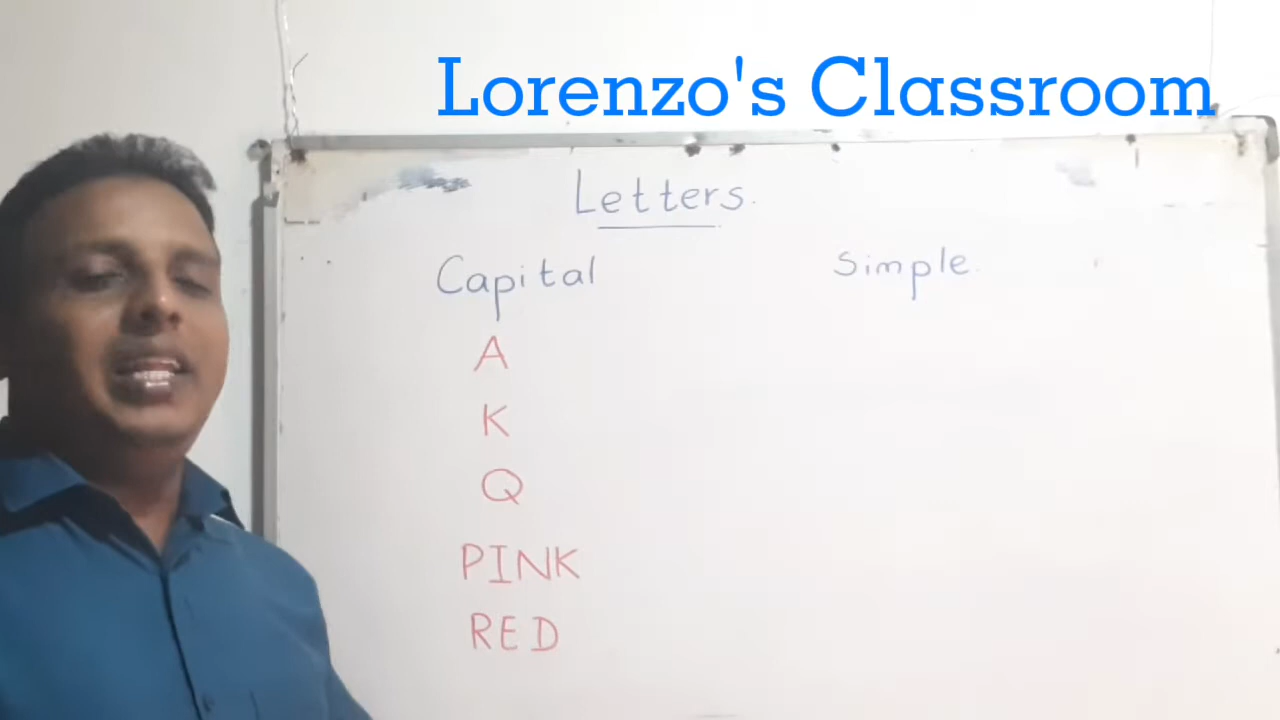 Lorenzo's Classroom
Letters.
Capital Simple.
A
K
Q
PINK
RED